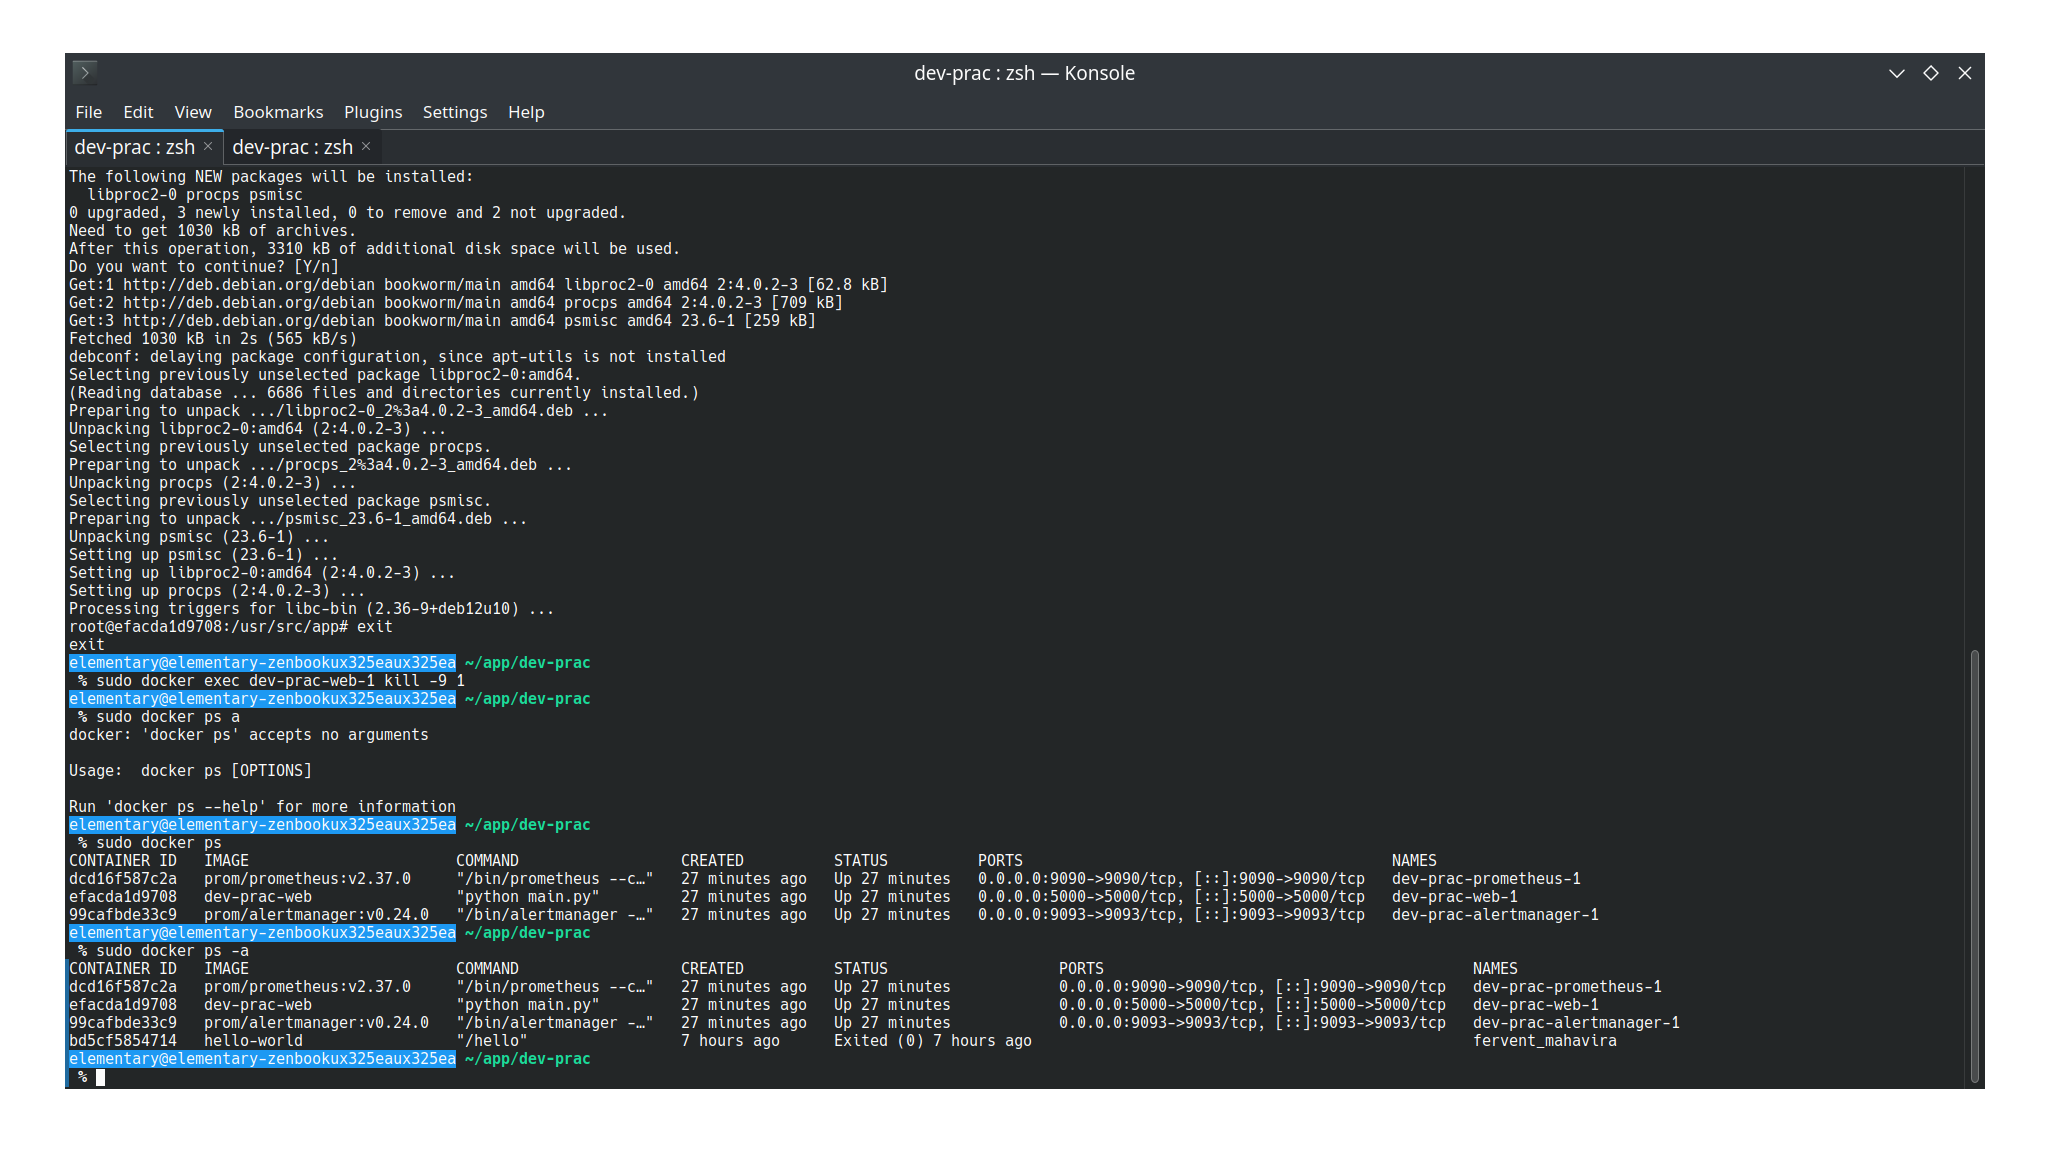 dev-prac : zsh — Konsole
File Edit View Bookmarks Plugins Settings Help
dev-prac : zsh × dev-prac : zsh ×
The following NEW packages will be installed:
  libproc2-0 procps psmisc
0 upgraded, 3 newly installed, 0 to remove and 2 not upgraded.
Need to get 1030 kB of archives.
After this operation, 3310 kB of additional disk space will be used.
Do you want to continue? [Y/n]
Get:1 http://deb.debian.org/debian bookworm/main amd64 libproc2-0 amd64 2:4.0.2-3 [62.8 kB]
Get:2 http://deb.debian.org/debian bookworm/main amd64 procps amd64 2:4.0.2-3 [709 kB]
Get:3 http://deb.debian.org/debian bookworm/main amd64 psmisc amd64 23.6-1 [259 kB]
Fetched 1030 kB in 2s (565 kB/s)
debconf: delaying package configuration, since apt-utils is not installed
Selecting previously unselected package libproc2-0:amd64.
(Reading database ... 6686 files and directories currently installed.)
Preparing to unpack .../libproc2-0_2%3a4.0.2-3_amd64.deb ...
Unpacking libproc2-0:amd64 (2:4.0.2-3) ...
Selecting previously unselected package procps.
Preparing to unpack .../procps_2%3a4.0.2-3_amd64.deb ...
Unpacking procps (2:4.0.2-3) ...
Selecting previously unselected package psmisc.
Preparing to unpack .../psmisc_23.6-1_amd64.deb ...
Unpacking psmisc (23.6-1) ...
Setting up psmisc (23.6-1) ...
Setting up libproc2-0:amd64 (2:4.0.2-3) ...
Setting up procps (2:4.0.2-3) ...
Processing triggers for libc-bin (2.36-9+deb12u10) ...
root@efacda1d9708:/usr/src/app# exit
exit
elementary@elementary-zenbookux325eaux325ea ~/app/dev-prac
 % sudo docker exec dev-prac-web-1 kill -9 1
elementary@elementary-zenbookux325eaux325ea ~/app/dev-prac
 % sudo docker ps a
docker: 'docker ps' accepts no arguments

Usage:  docker ps [OPTIONS]

Run 'docker ps --help' for more information
elementary@elementary-zenbookux325eaux325ea ~/app/dev-prac
 % sudo docker ps
CONTAINER ID   IMAGE                       COMMAND                  CREATED          STATUS          PORTS                                         NAMES
dcd16f587c2a   prom/prometheus:v2.37.0     "/bin/prometheus --c…"   27 minutes ago   Up 27 minutes   0.0.0.0:9090->9090/tcp, [::]:9090->9090/tcp   dev-prac-prometheus-1
efacda1d9708   dev-prac-web                "python main.py"         27 minutes ago   Up 27 minutes   0.0.0.0:5000->5000/tcp, [::]:5000->5000/tcp   dev-prac-web-1
99cafbde33c9   prom/alertmanager:v0.24.0   "/bin/alertmanager -…"   27 minutes ago   Up 27 minutes   0.0.0.0:9093->9093/tcp, [::]:9093->9093/tcp   dev-prac-alertmanager-1
elementary@elementary-zenbookux325eaux325ea ~/app/dev-prac
 % sudo docker ps -a
CONTAINER ID   IMAGE                       COMMAND                  CREATED          STATUS                   PORTS                                         NAMES
dcd16f587c2a   prom/prometheus:v2.37.0     "/bin/prometheus --c…"   27 minutes ago   Up 27 minutes            0.0.0.0:9090->9090/tcp, [::]:9090->9090/tcp   dev-prac-prometheus-1
efacda1d9708   dev-prac-web                "python main.py"         27 minutes ago   Up 27 minutes            0.0.0.0:5000->5000/tcp, [::]:5000->5000/tcp   dev-prac-web-1
99cafbde33c9   prom/alertmanager:v0.24.0   "/bin/alertmanager -…"   27 minutes ago   Up 27 minutes            0.0.0.0:9093->9093/tcp, [::]:9093->9093/tcp   dev-prac-alertmanager-1
bd5cf5854714   hello-world                 "/hello"                 7 hours ago      Exited (0) 7 hours ago                                                 fervent_mahavira
elementary@elementary-zenbookux325eaux325ea ~/app/dev-prac
 %